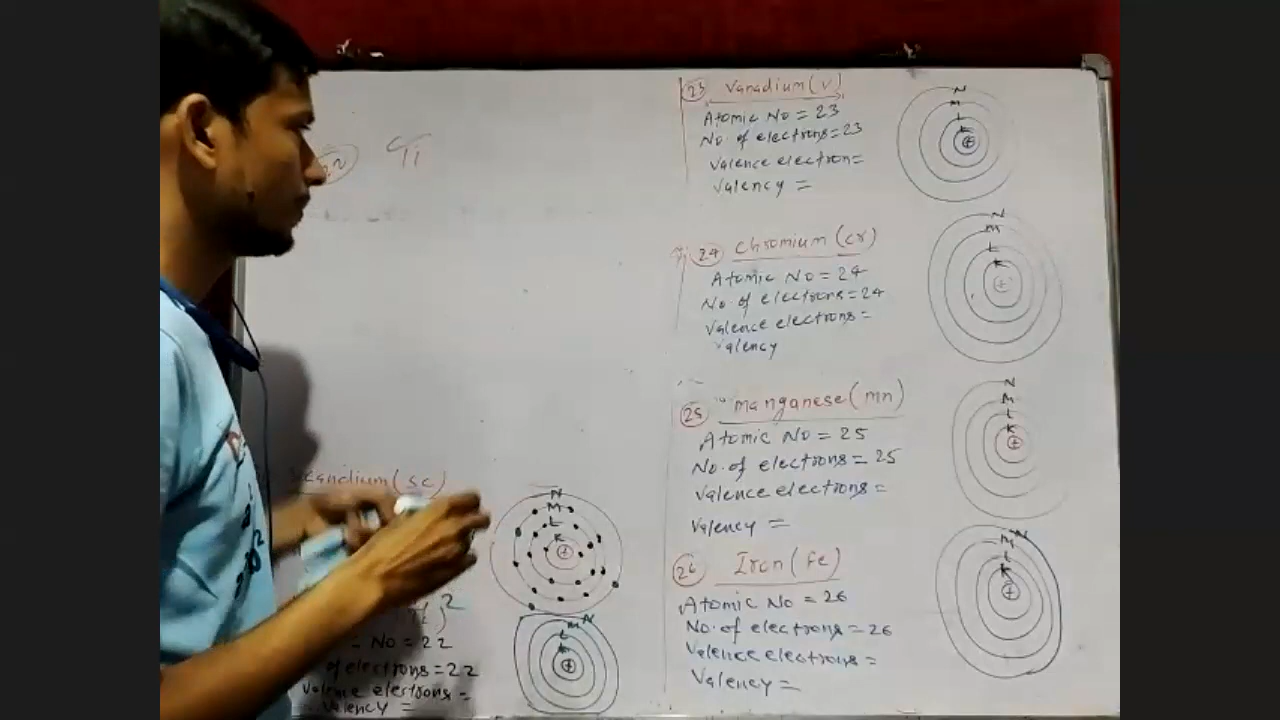 Ti
Scandium(Sc)
No = 22
of electrons = 22
Valence electrons =
Valency =
N
M
L
K
+
M N
L
K
+
23 Vanadium(V)
Atomic No = 23
No. of electrons = 23
Valence electron =
Valency =
N
M
L
K
+
24 Chromium(Cr)
Atomic No = 24
No. of electrons = 24
Valence electrons =
Valency
N
M
L
K
+
25 manganese(mn)
Atomic No = 25
No. of electrons = 25
Valence electrons =
Valency =
N
M
L
K
+
26 Iron(Fe)
Atomic No = 26
No. of electrons = 26
Valence electrons =
Valency =
M N
L
K
+